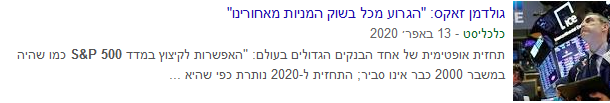 גולדמן זאקס: "הגרוע מכל בשוק המניות מאחורינו"
כלכליסט - 13 באפר׳ 2020
תחזית אופטימית של אחד הבנקים הגדולים בעולם: "האפשרות לקיצוץ במדד S&P 500 כמו שהיה
במשבר 2000 כבר אינו סביר; התחזית ל-2020 נותרת כפי שהיא ...